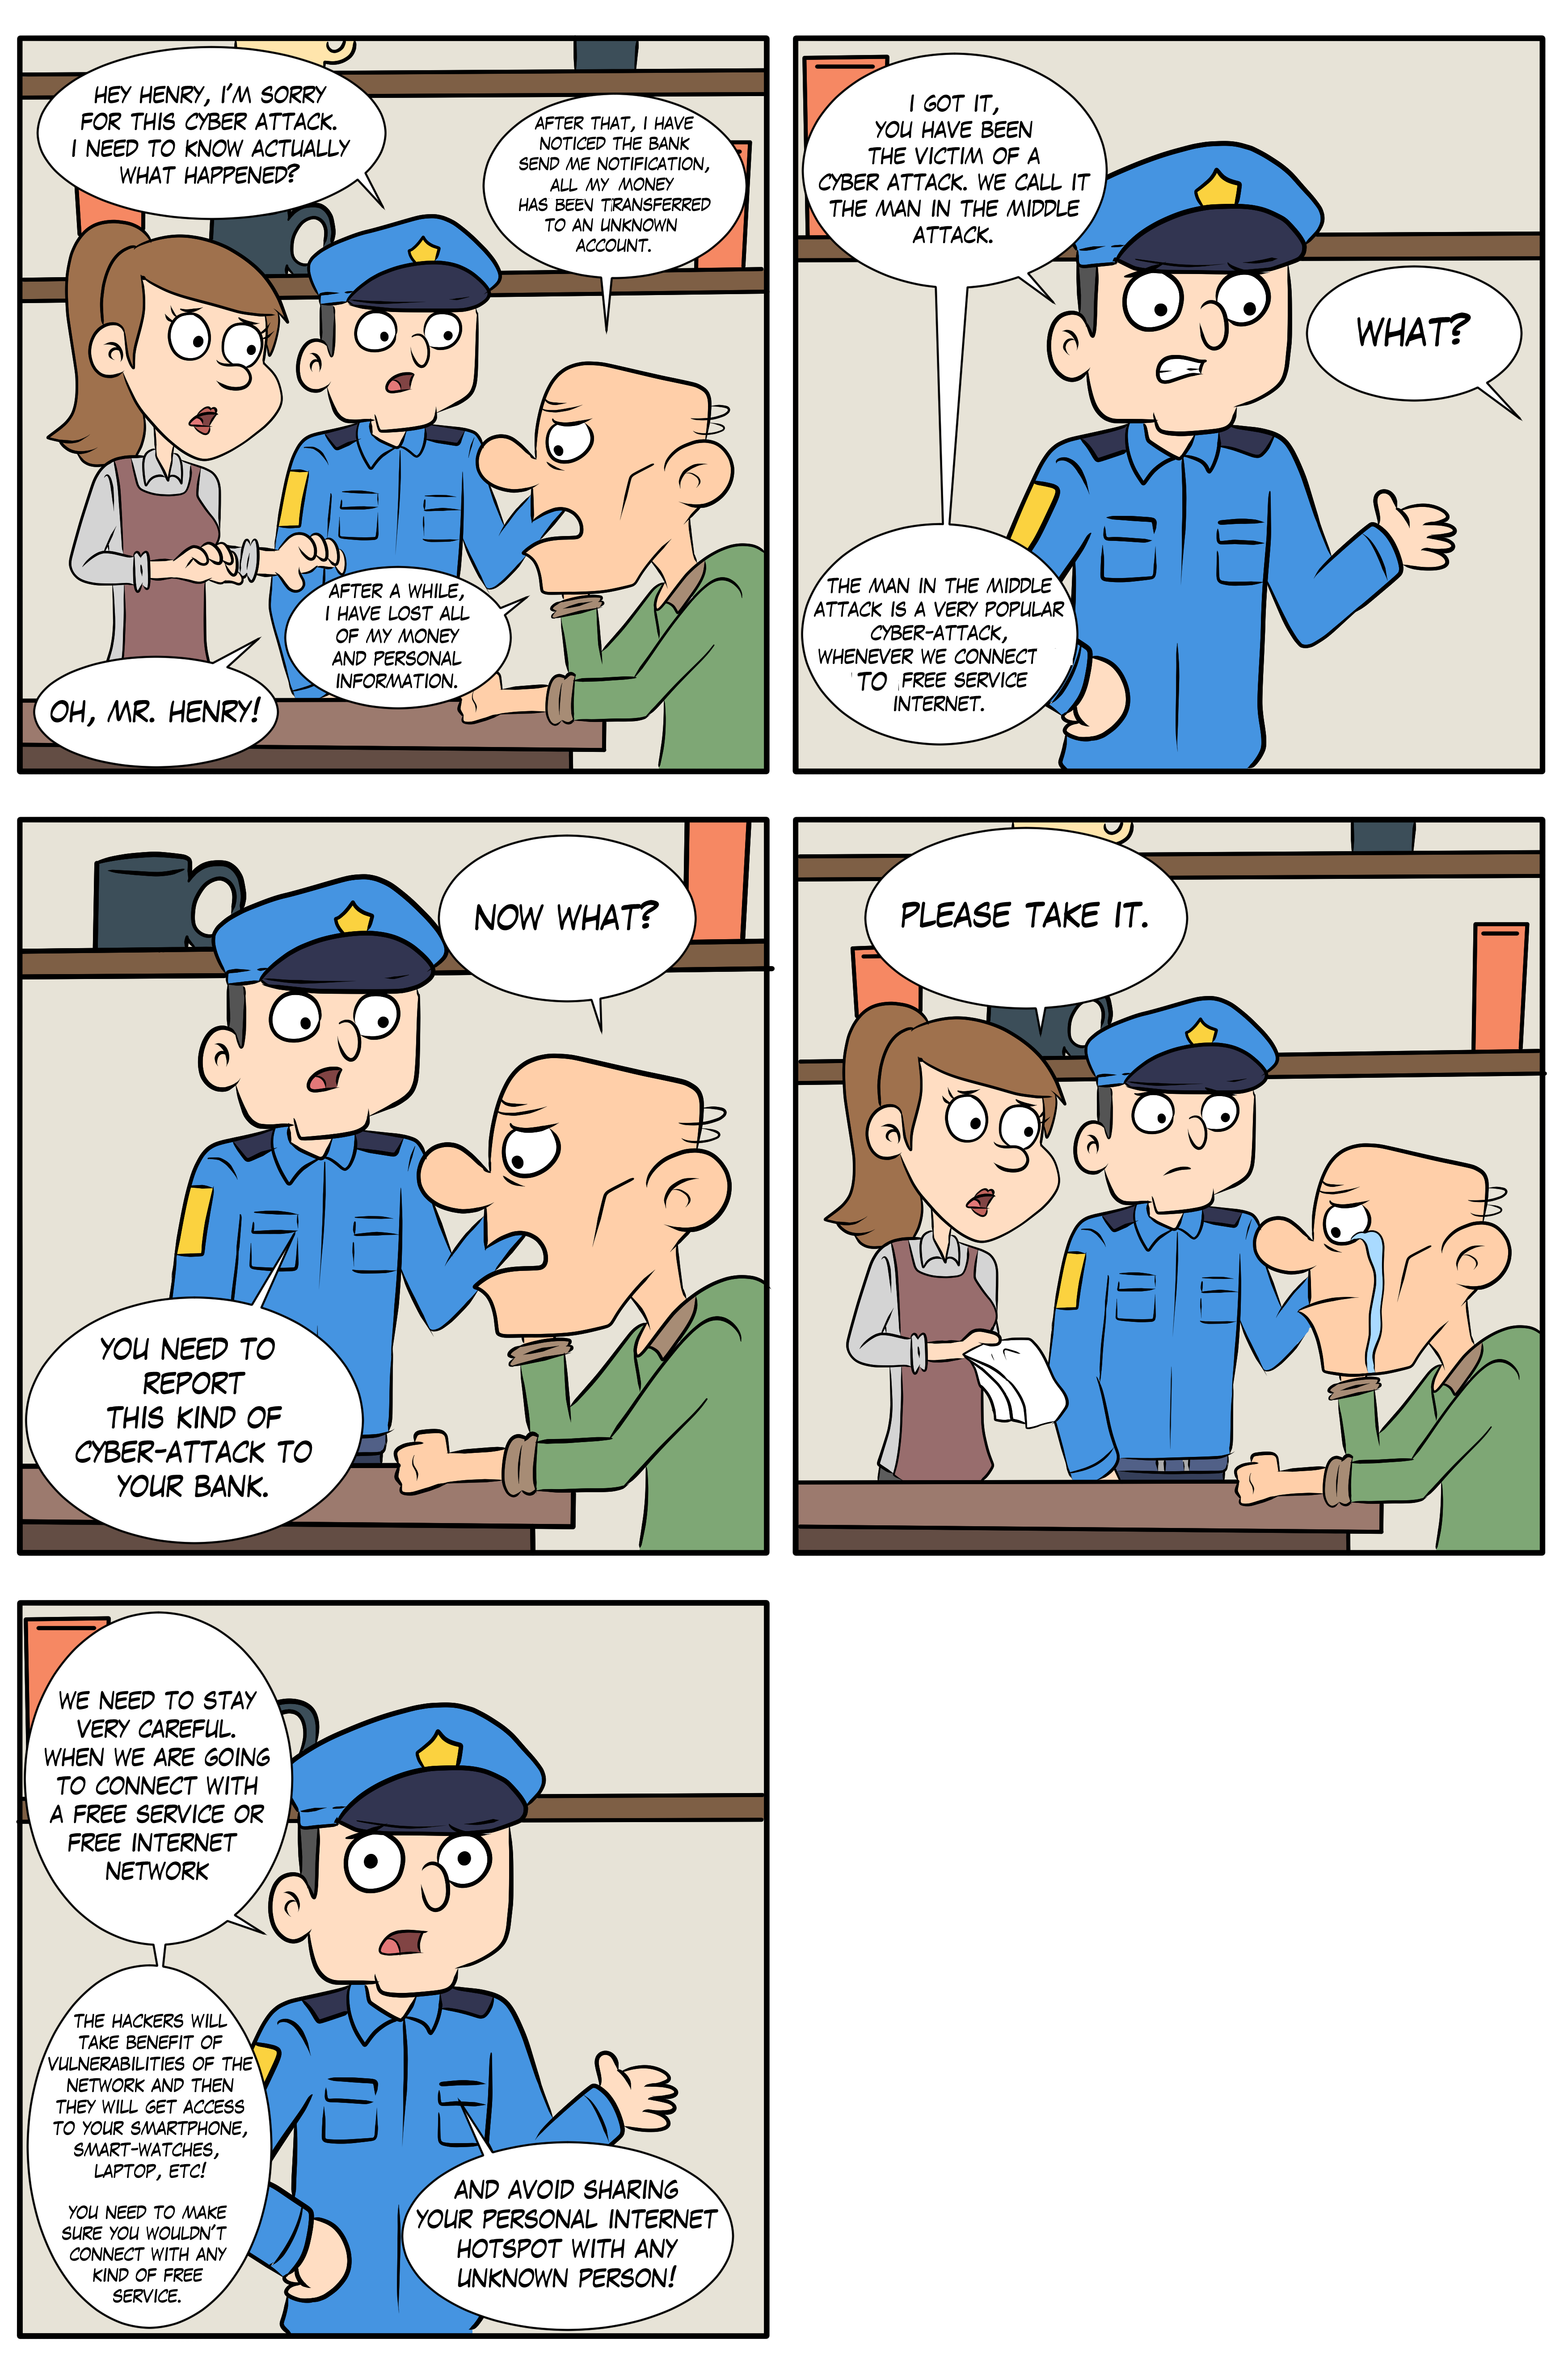 HEY HENRY, I'M SORRY
FOR THIS CYBER ATTACK.
I NEED TO KNOW ACTUALLY
WHAT HAPPENED?
AFTER THAT, I HAVE
NOTICED THE BANK
SEND ME NOTIFICATION,
ALL MY MONEY
HAS BEEN TRANSFERRED
TO AN UNKNOWN
ACCOUNT.
AFTER A WHILE,
I HAVE LOST ALL
OF MY MONEY
AND PERSONAL
INFORMATION.
OH, MR. HENRY!
I GOT IT,
YOU HAVE BEEN
THE VICTIM OF A
CYBER ATTACK. WE CALL IT
THE MAN IN THE MIDDLE
ATTACK.
WHAT?
THE MAN IN THE MIDDLE
ATTACK IS A VERY POPULAR
CYBER-ATTACK,
WHENEVER WE CONNECT
TO FREE SERVICE
INTERNET.
NOW WHAT?
YOU NEED TO
REPORT
THIS KIND OF
CYBER-ATTACK TO
YOUR BANK.
PLEASE TAKE IT.
WE NEED TO STAY
VERY CAREFUL.
WHEN WE ARE GOING
TO CONNECT WITH
A FREE SERVICE OR
FREE INTERNET
NETWORK
THE HACKERS WILL
TAKE BENEFIT OF
VULNERABILITIES OF THE
NETWORK AND THEN
THEY WILL GET ACCESS
TO YOUR SMARTPHONE,
SMART-WATCHES,
LAPTOP, ETC!
YOU NEED TO MAKE
SURE YOU WOULDN'T
CONNECT WITH ANY
KIND OF FREE
SERVICE.
AND AVOID SHARING
YOUR PERSONAL INTERNET
HOTSPOT WITH ANY
UNKNOWN PERSON!